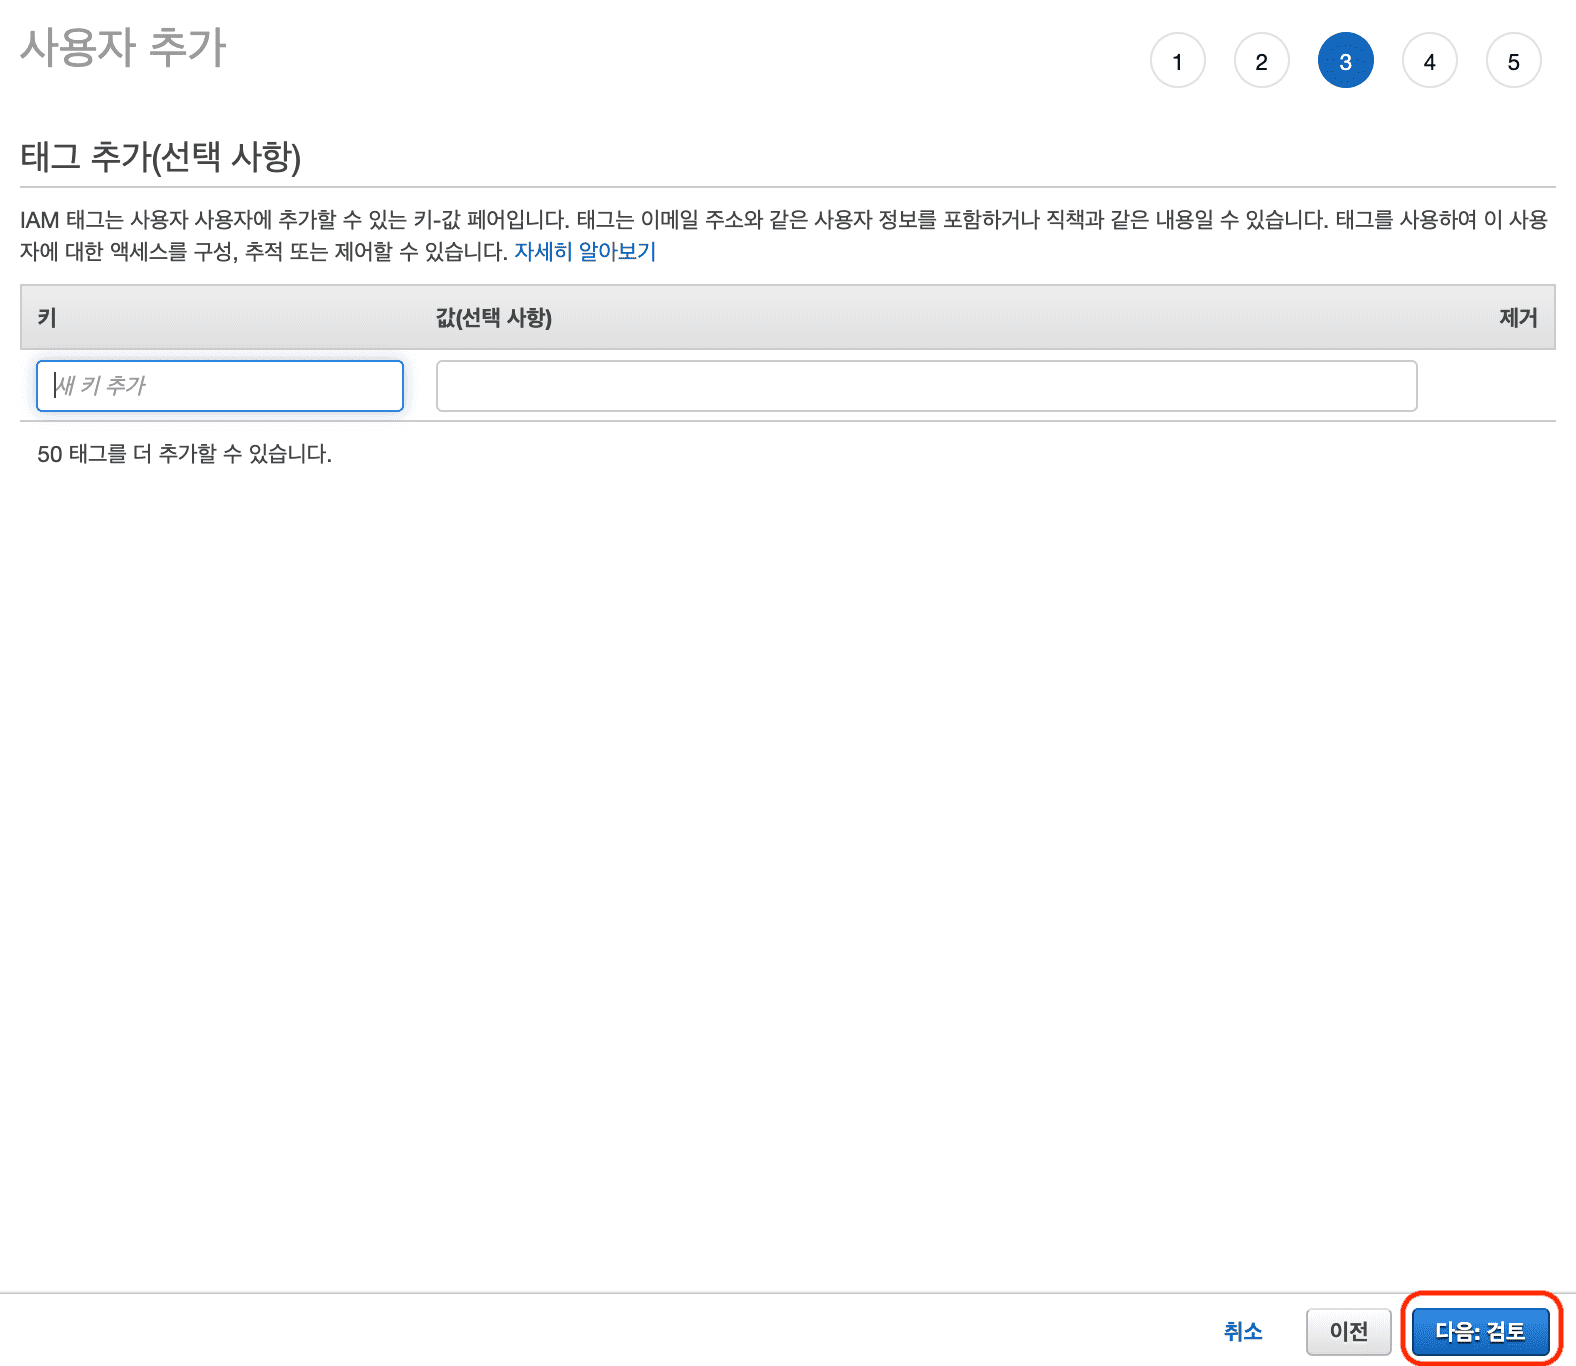 사용자 추가
1 2 3 4 5
태그 추가(선택 사항)
IAM 태그는 사용자 사용자에 추가할 수 있는 키-값 페어입니다. 태그는 이메일 주소와 같은 사용자 정보를 포함하거나 직책과 같은 내용일 수 있습니다. 태그를 사용하여 이 사용
자에 대한 액세스를 구성, 추적 또는 제어할 수 있습니다. 자세히 알아보기
키 값(선택 사항) 제거
새 키 추가
50 태그를 더 추가할 수 있습니다.
취소 이전 다음: 검토